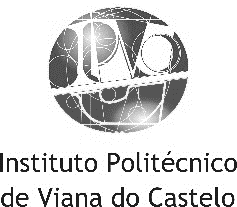 IPVC
Instituto Politécnico
de Viana do Castelo